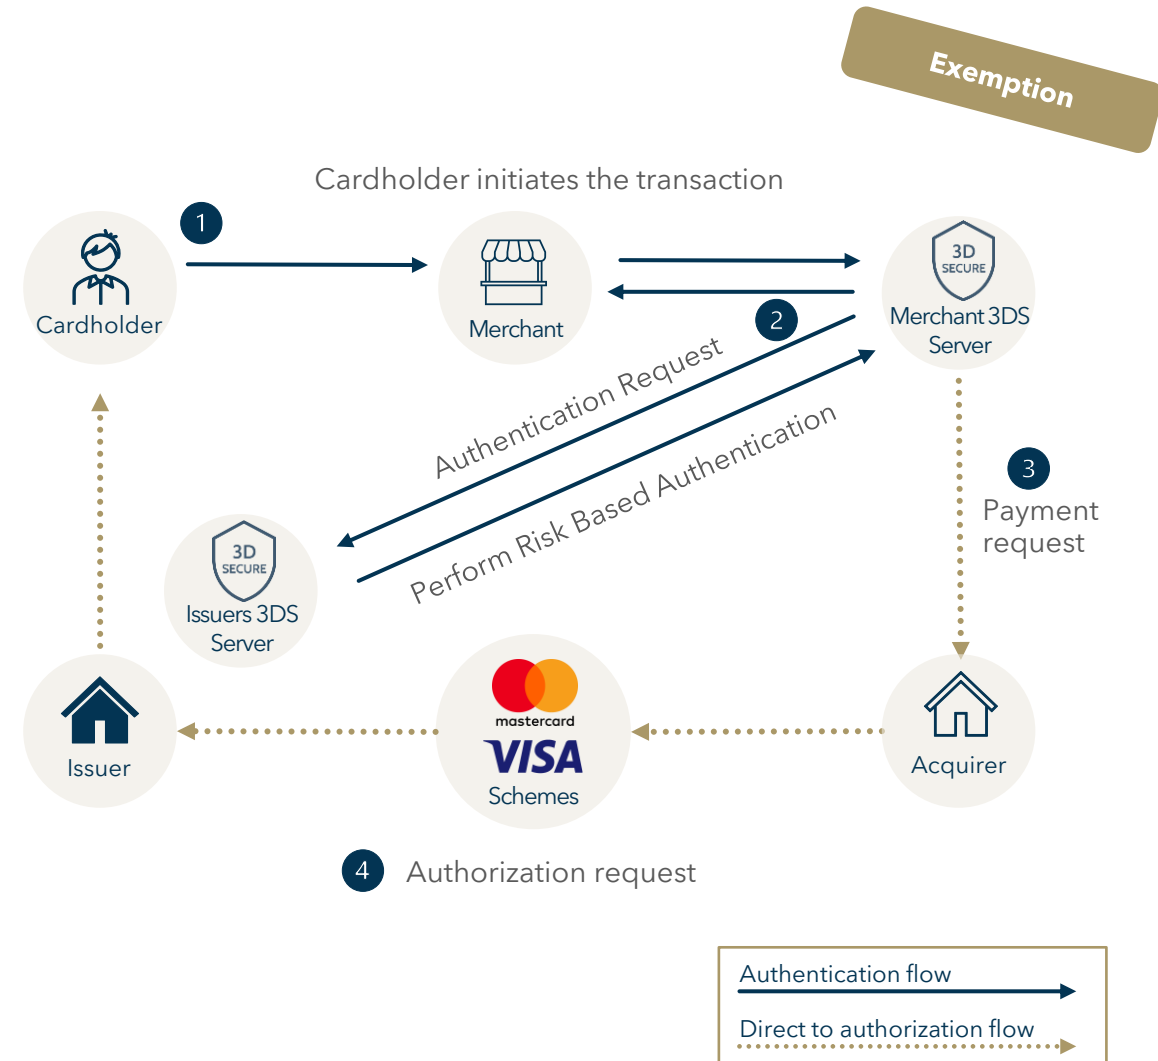 Exemption
Cardholder initiates the transaction
1
Cardholder
Merchant
3D
SECURE
Merchant 3DS
Server
2
Authentication Request
Perform Risk Based Authentication
3
Payment
request
3D
SECURE
Issuers 3DS
Server
Issuer
mastercard
VISA
Schemes
Acquirer
4 Authorization request
Authentication flow
Direct to authorization flow